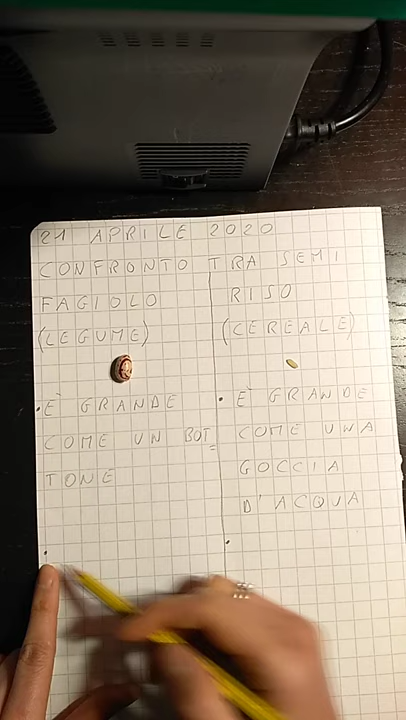 21 APRILE 2020
CONFRONTO TRA SEMI
FAGIOLO
(LEGUME)
• È GRANDE
COME UN BOT=
TONE
•
RISO
(CEREALE)
• È GRANDE
COME UNA
GOCCIA
D'ACQUA
•